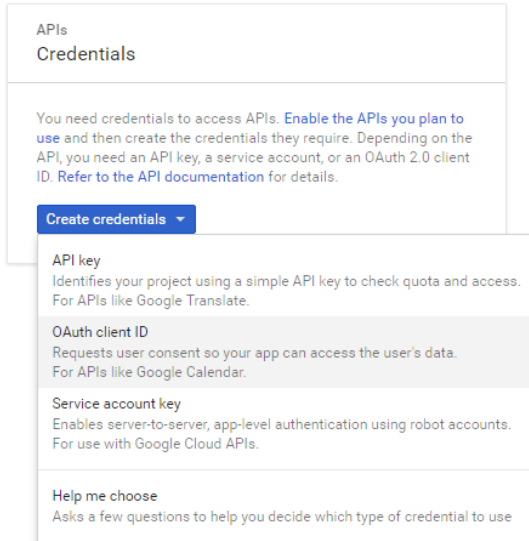 APIs
Credentials
You need credentials to access APIs. Enable the APIs you plan to
use and then create the credentials they require. Depending on the
API, you need an API key, a service account, or an OAuth 2.0 client
ID. Refer to the API documentation for details.
Create credentials
API key
Identifies your project using a simple API key to check quota and access.
For APIs like Google Translate.
OAuth client ID
Requests user consent so your app can access the user's data.
For APIs like Google Calendar.
Service account key
Enables server-to-server, app-level authentication using robot accounts.
For use with Google Cloud APIs.
Help me choose
Asks a few questions to help you decide which type of credential to use